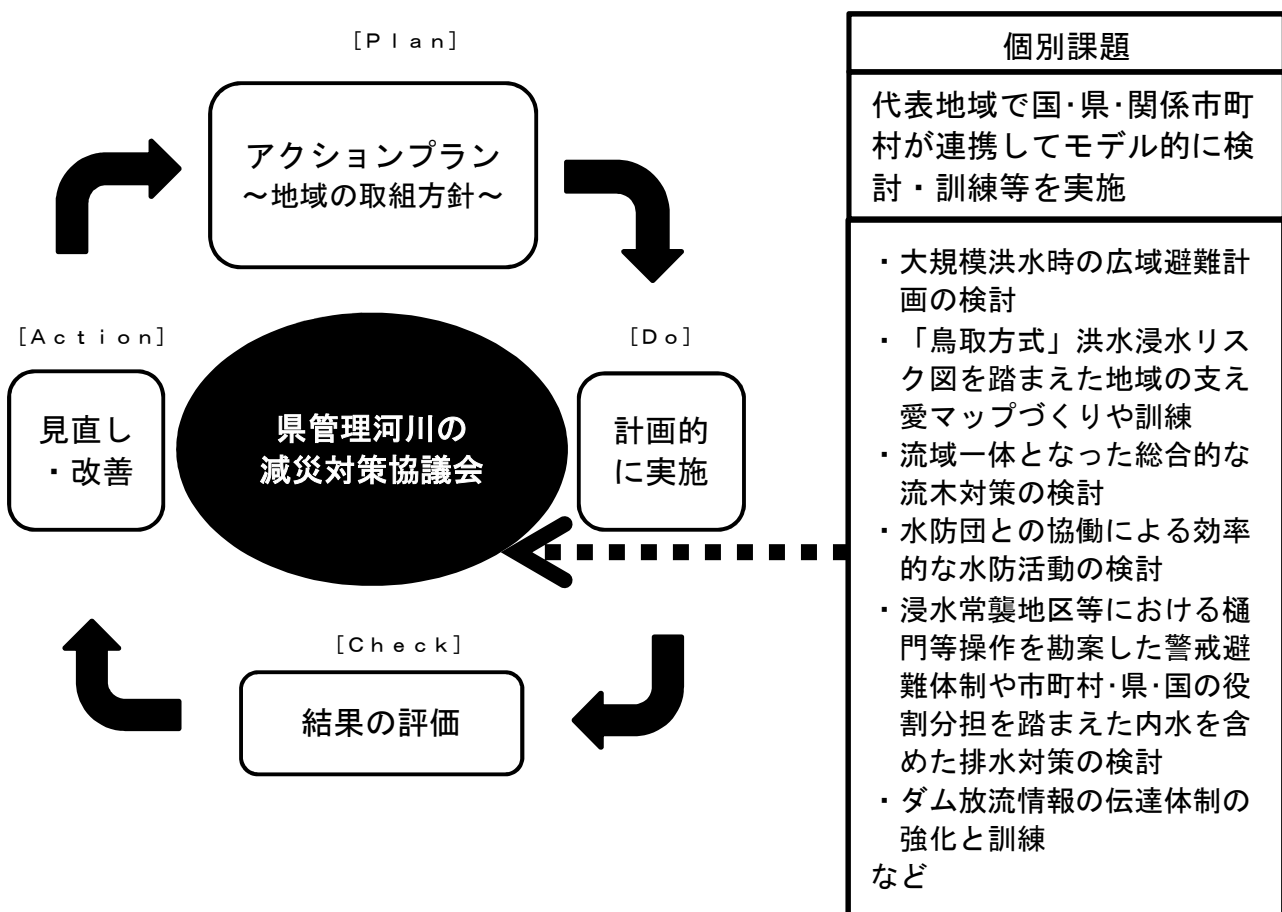 [Plan]
アクションプラン
～地域の取組方針～
[Action]
[Do]
見直し
・改善
県管理河川の
減災対策協議会
計画的
に実施
[Check]
結果の評価
個別課題
代表地域で国･県･関係市町
村が連携してモデル的に検
討・訓練等を実施
・大規模洪水時の広域避難計
画の検討
・「鳥取方式」洪水浸水リス
ク図を踏まえた地域の支え
愛マップづくりや訓練
・流域一体となった総合的な
流木対策の検討
・水防団との協働による効率
的な水防活動の検討
・浸水常襲地区等における樋
門等操作を勘案した警戒避
難体制や市町村･県･国の役
割分担を踏まえた内水を含
めた排水対策の検討
・ダム放流情報の伝達体制の
強化と訓練
など